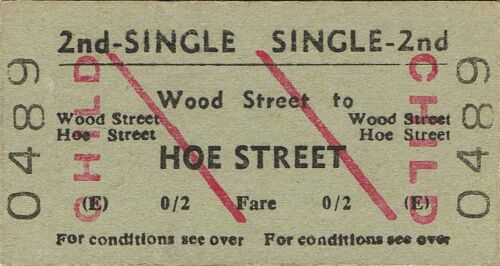 2nd-SINGLE SINGLE-2nd
Wood Street to
Wood Street Wood Street
Hoe Street Hoe Street
HOE STREET
(E) 0/2 Fare 0/2 (E)
For conditions see over For conditions see over
CHILD
CHILD
0489
0489